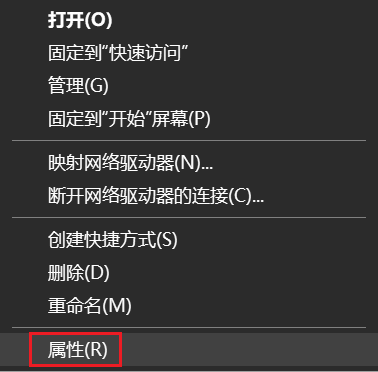 打开(O)
固定到“快速访问”
管理(G)
固定到“开始”屏幕(P)
映射网络驱动器(N)...
断开网络驱动器的连接(C)...
创建快捷方式(S)
删除(D)
重命名(M)
属性(R)